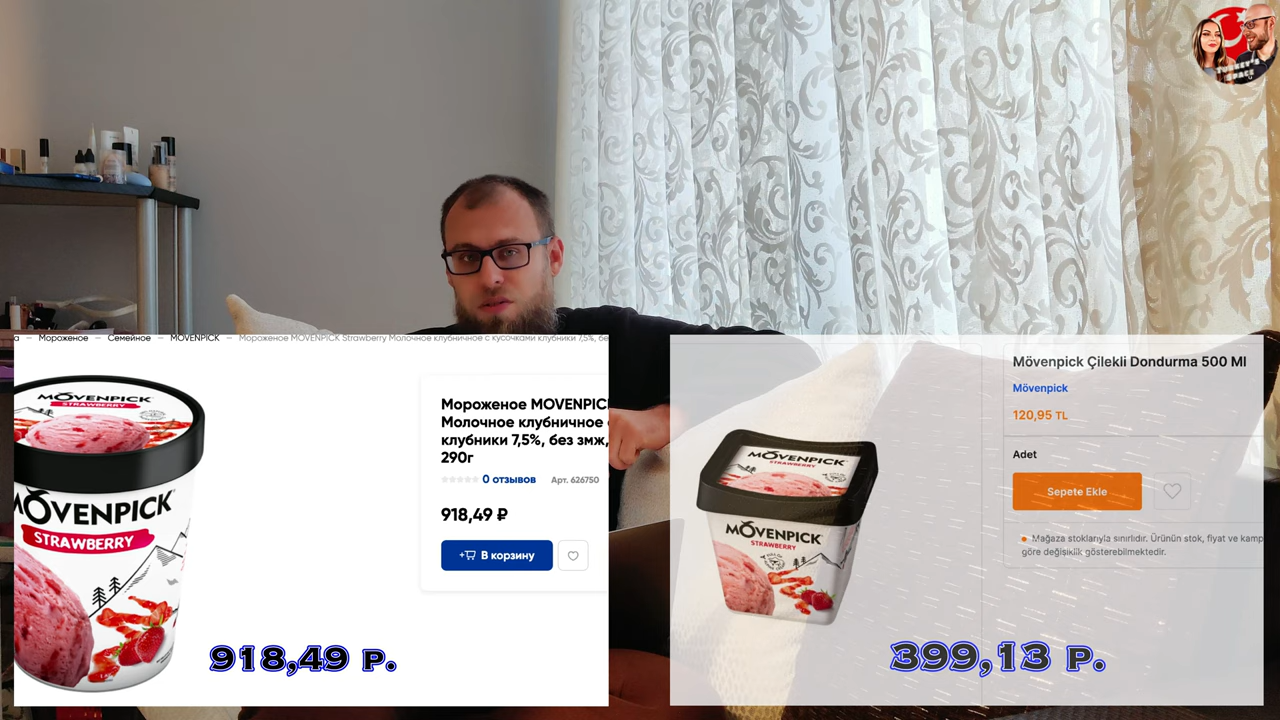 TURKEY'S
SPACE
Мороженое — Семейное — MOVENPICK — Мороженое MOVENPICK Strawberry Молочное клубничное с кусочками клубники 7,5%,
MÖVENPICK
STRAWBERRY
MÖVENPICK
STRAWBERRY
Мороженое MOVENPICK
Молочное клубничное
клубники 7,5%, без змж,
290г
0 отзывов Арт. 626750
918,49 ₽
В корзину
918,49 Р.
Mövenpick Çilekli Dondurma 500 Ml
Mövenpick
120,95 TL
Adet
Sepete Ekle
Mağaza stoklarıyla sınırlıdır. Ürünün stok, fiyat ve kamp
göre değişiklik gösterebilmektedir.
MÖVENPICK
STRAWBERRY
MÖVENPICK
STRAWBERRY
399,13 Р.